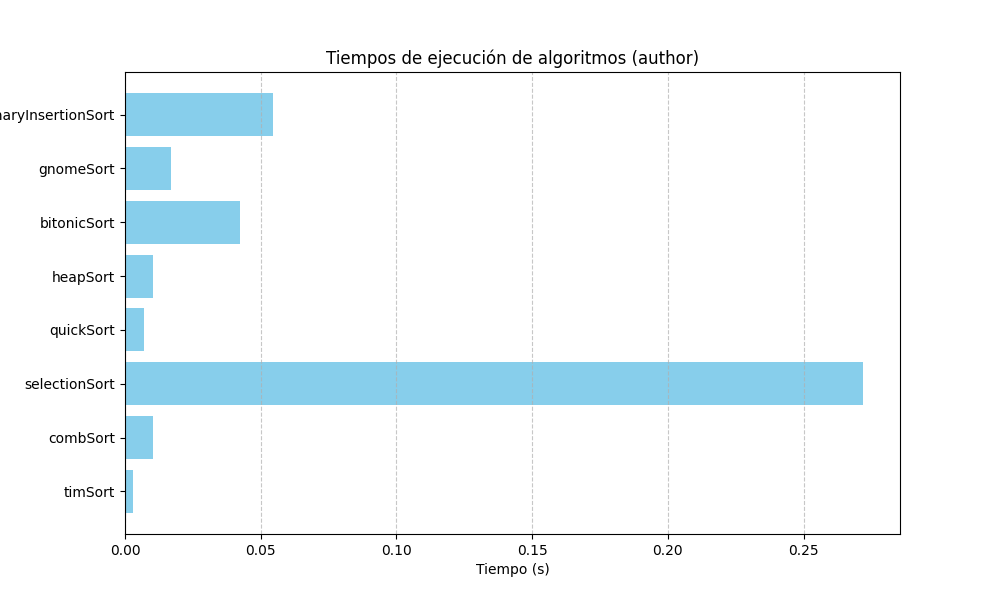 Tiempos de ejecución de algoritmos (author)
naryInsertionSort
gnomeSort
bitonicSort
heapSort
quickSort
selectionSort
combSort
timSort
0.00 0.05 0.10 0.15 0.20 0.25
Tiempo (s)